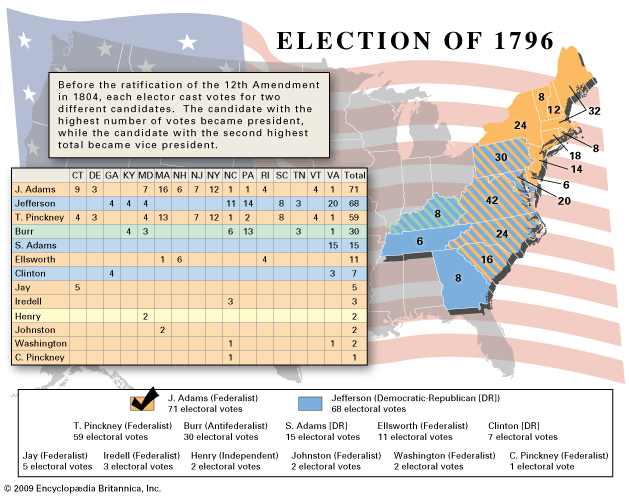 ELECTION OF 1796
Before the ratification of the 12th Amendment
in 1804, each elector cast votes for two
different candidates. The candidate with the
highest number of votes became president,
while the candidate with the second highest
total became vice president.
CT DE GA KY MD MA NH NJ NY NC PA RI SC TN VT VA Total
J. Adams 9 3 7 16 6 7 12 1 1 4 4 1 71
Jefferson 4 4 4 11 14 8 3 20 68
T. Pinckney 4 3 4 13 7 12 1 2 8 4 1 59
Burr 4 3 6 13 3 1 30
S. Adams 15 15
Ellsworth 1 6 4 11
Clinton 4 3 7
Jay 5 5
Iredell 3 3
Henry 2 2
Johnston 2 2
Washington 1 1 2
C. Pinckney 1 1
8
12
32
24
8
18
14
30
6
20
42
8
24
6
16
8
J. Adams (Federalist)
71 electoral votes
Jefferson (Democratic-Republican [DR])
68 electoral votes
T. Pinckney (Federalist)
59 electoral votes
Burr (Antifederalist)
30 electoral votes
S. Adams [DR]
15 electoral votes
Ellsworth (Federalist)
11 electoral votes
Clinton [DR]
7 electoral votes
Jay (Federalist)
5 electoral votes
Iredell (Federalist)
3 electoral votes
Henry (Independent)
2 electoral votes
Johnston (Federalist)
2 electoral votes
Washington (Federalist)
2 electoral votes
C. Pinckney (Federalist)
1 electoral vote
© 2009 Encyclopædia Britannica, Inc.